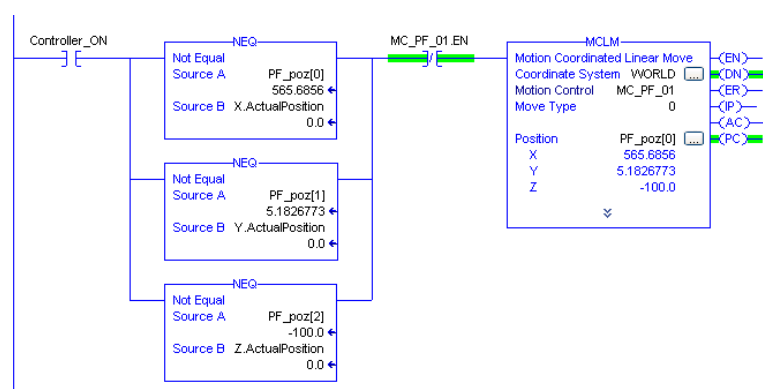 Controller_ON
NEQ
Not Equal
Source A PF_poz[0]
565.6856
Source B X.ActualPosition
0.0
NEQ
Not Equal
Source A PF_poz[1]
5.1826773
Source B Y.ActualPosition
0.0
NEQ
Not Equal
Source A PF_poz[2]
-100.0
Source B Z.ActualPosition
0.0
MC_PF_01.EN
MCLM
Motion Coordinated Linear Move
Coordinate System WORLD ...
Motion Control MC_PF_01
Move Type 0
Position PF_poz[0] ...
X 565.6856
Y 5.1826773
Z -100.0
EN
DN
ER
IP
AC
PC